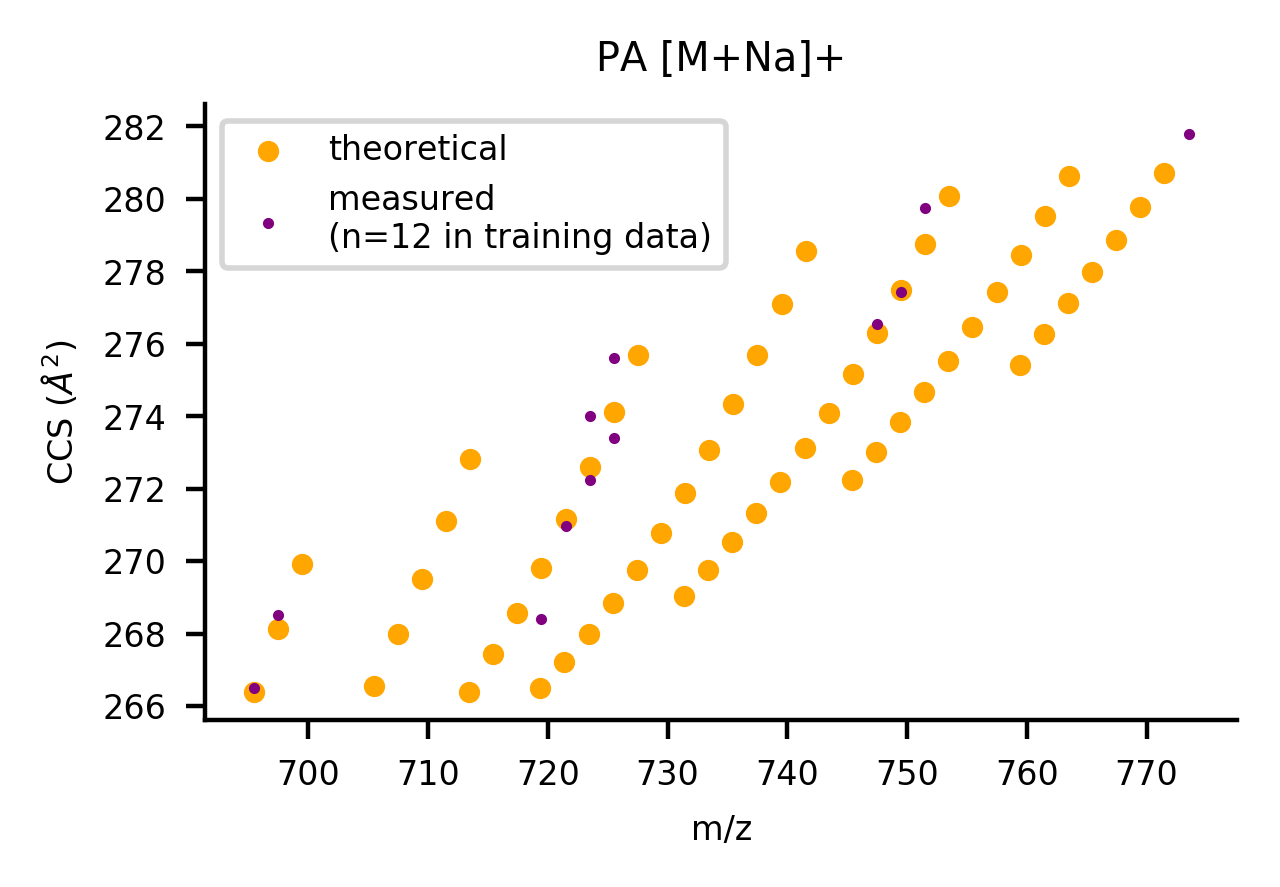 PA [M+Na]+
theoretical
measured
(n=12 in training data)
CCS (Å²)
282
280
278
276
274
272
270
268
266
700
710
720
730
740
750
760
770
m/z